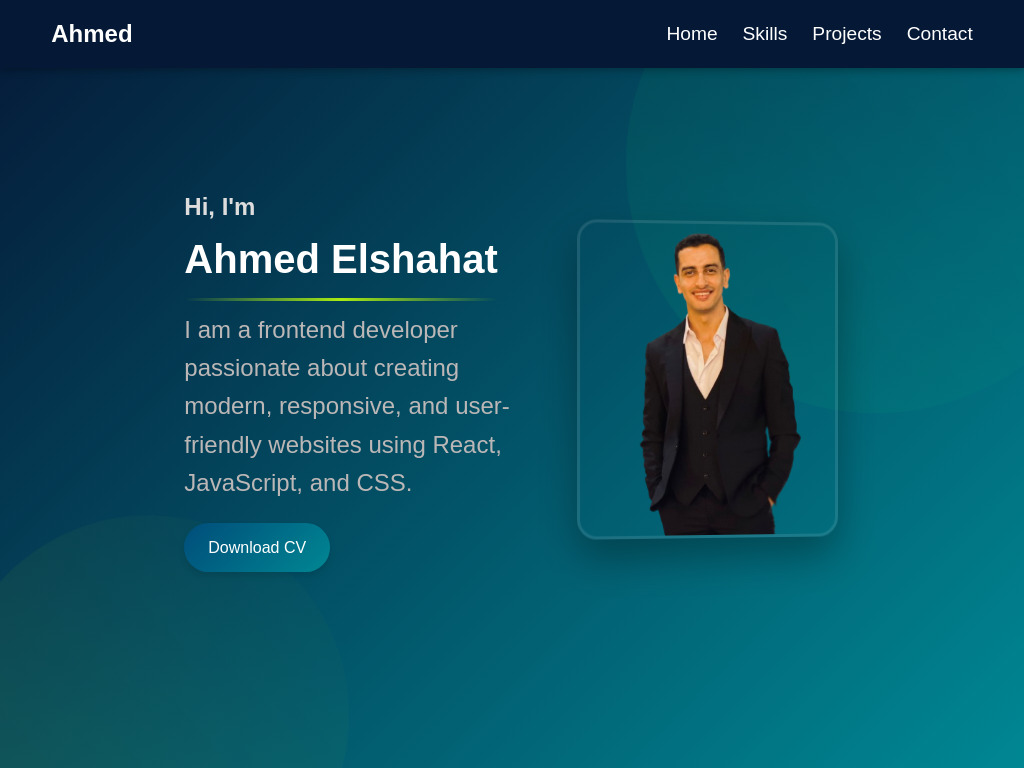 Ahmed
Home Skills Projects Contact
Hi, I'm
Ahmed Elshahat
I am a frontend developer
passionate about creating
modern, responsive, and user-
friendly websites using React,
JavaScript, and CSS.
Download CV